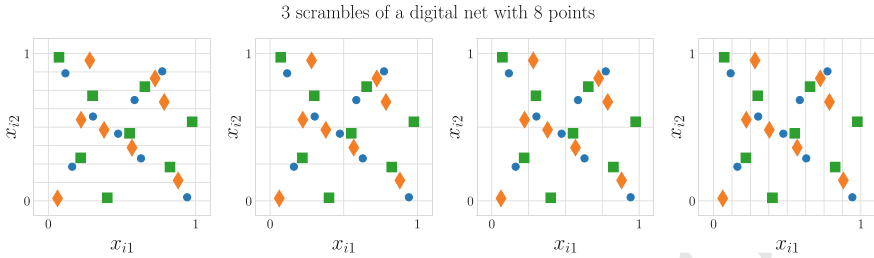 3 scrambles of a digital net with 8 points
1
x_{i2}
0
0
1
x_{i1}
1
x_{i2}
0
0
1
x_{i1}
1
x_{i2}
0
0
1
x_{i1}
1
x_{i2}
0
0
1
x_{i1}